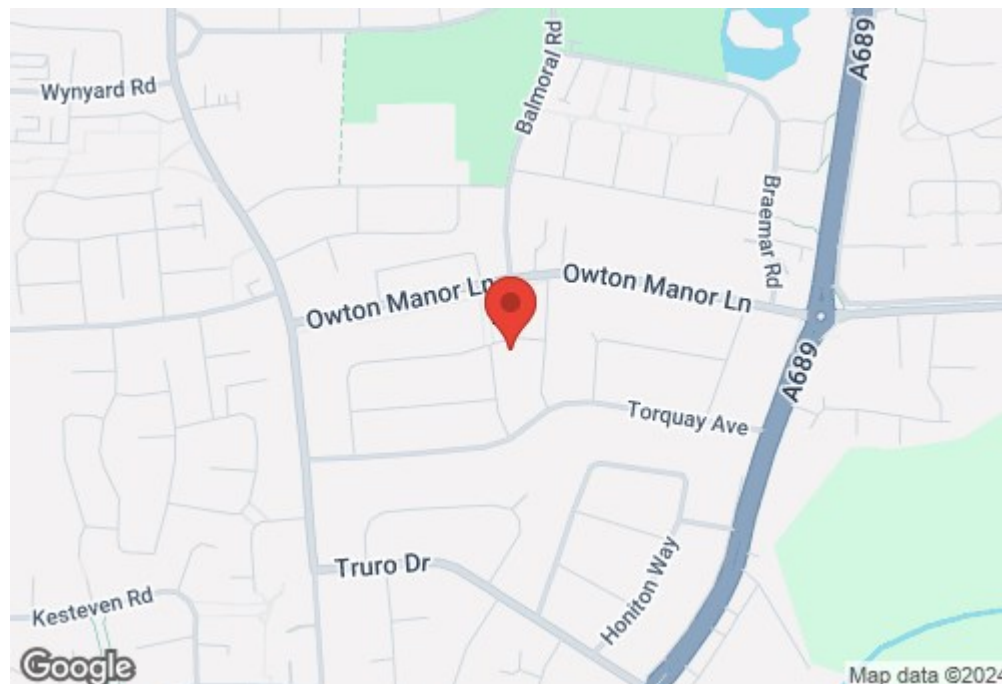 A689
Balmoral Rd
Wynyard Rd
Braemar Rd
Owton Manor Ln
Owton Manor Ln
A689
Torquay Ave
Truro Dr
Honiton Way
Kesteven Rd
Google
Map data ©2024